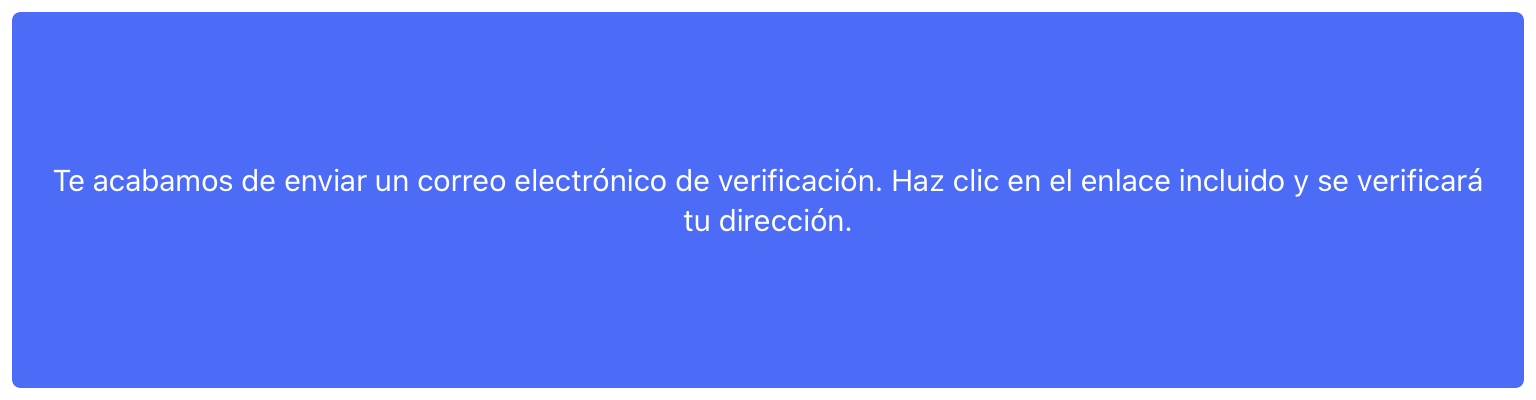 Te acabamos de enviar un correo electrónico de verificación. Haz clic en el enlace incluido y se verificará
tu dirección.